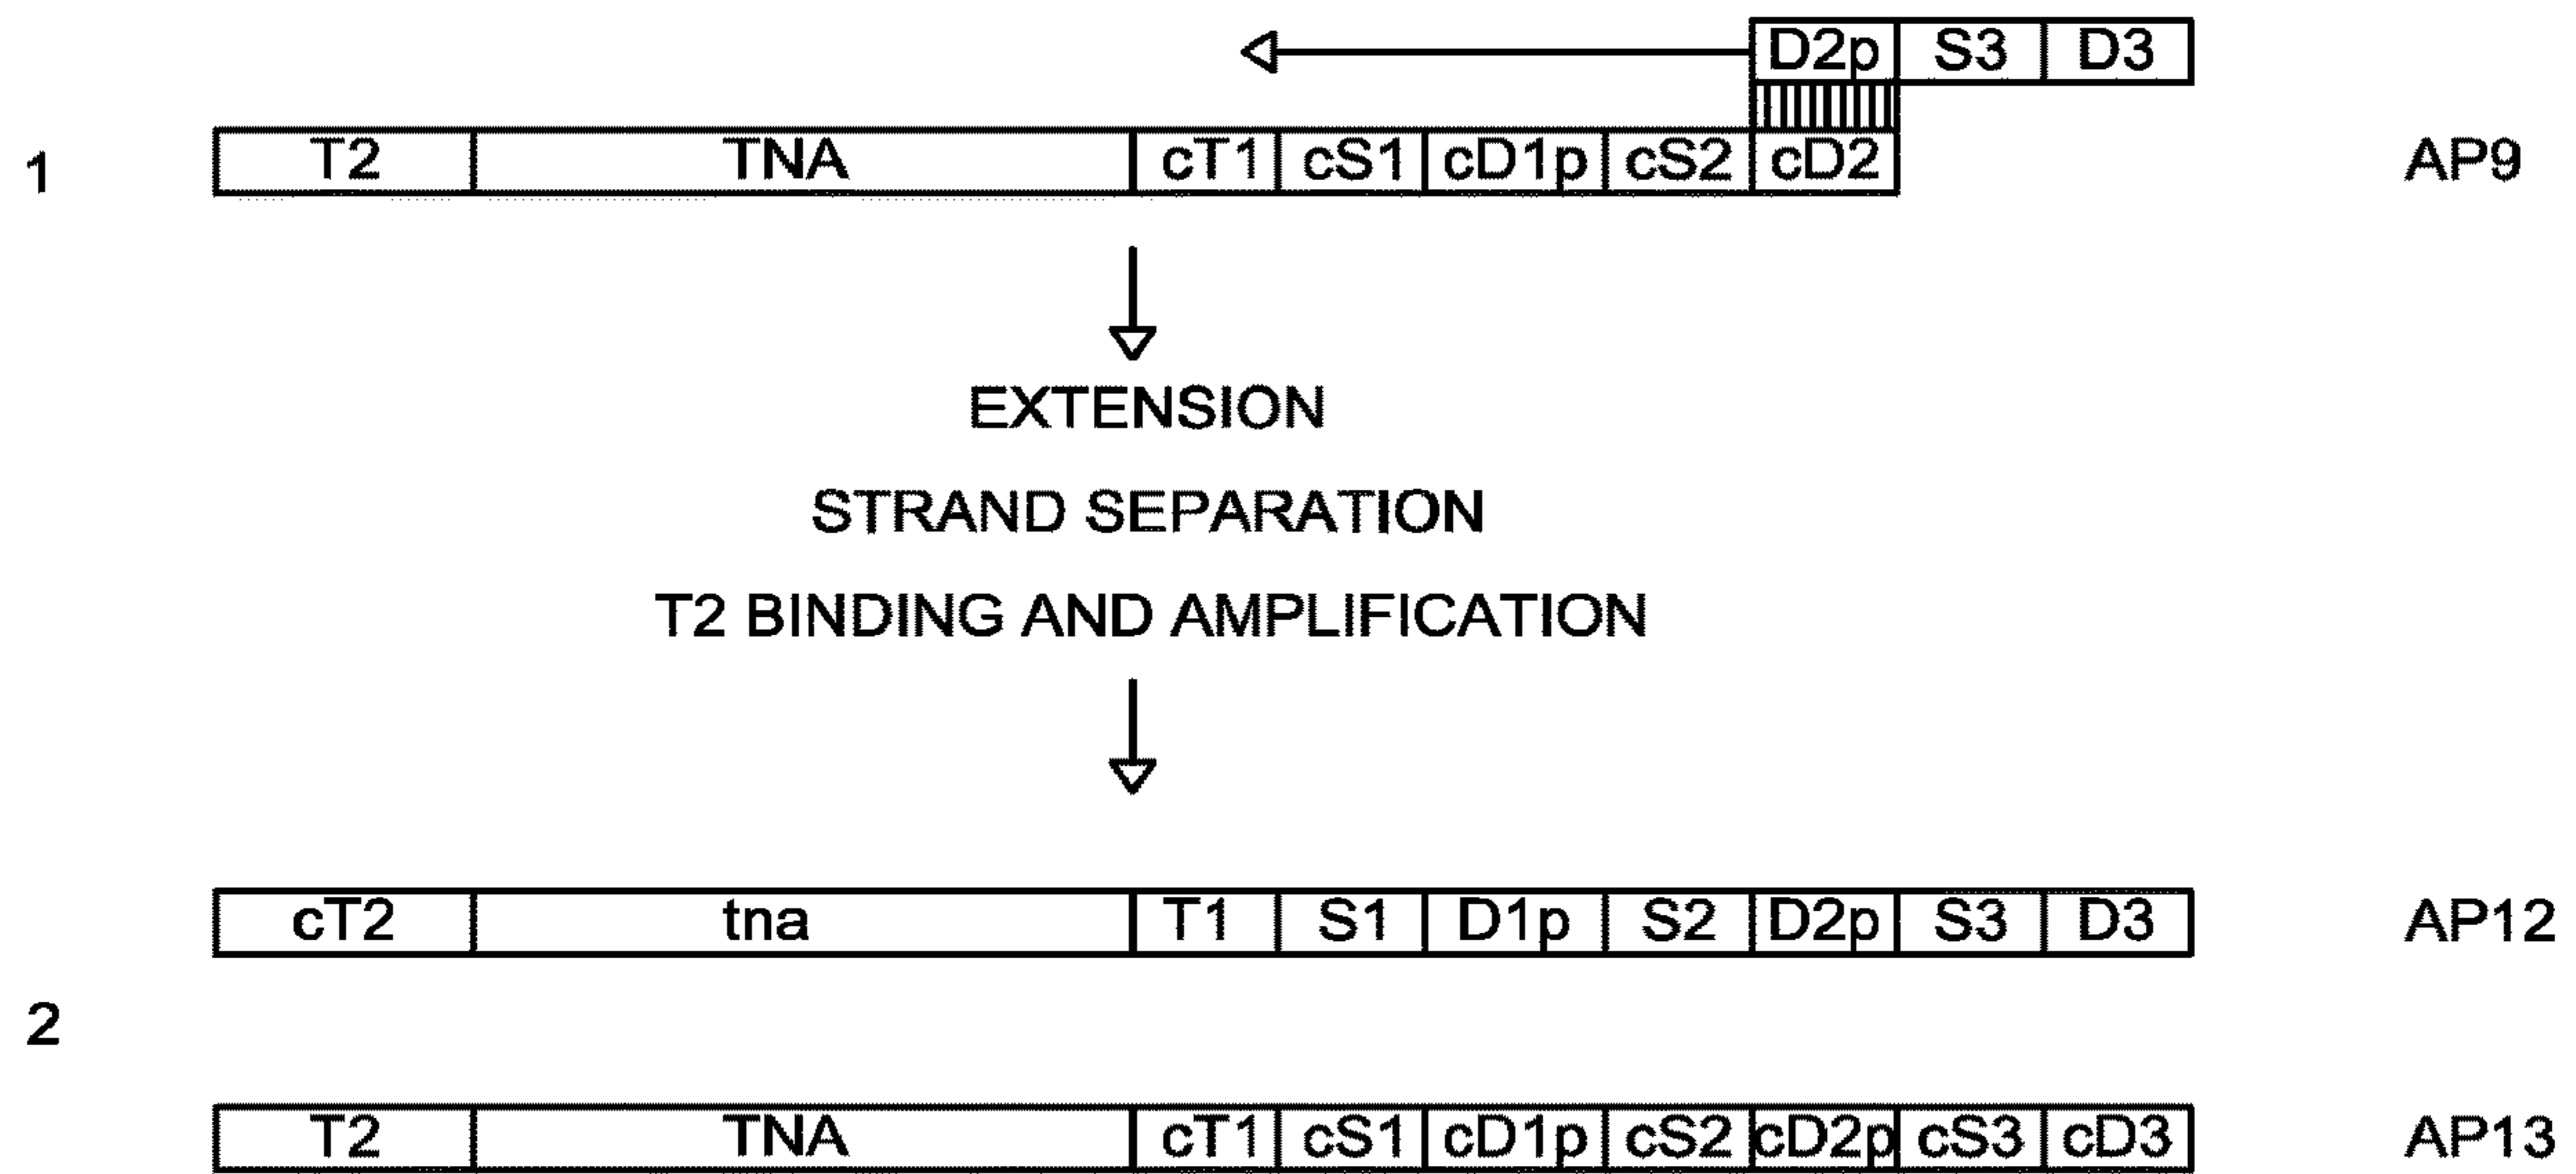 D2p S3 D3
1 T2 TNA cT1 cS1 cD1p cS2 cD2 AP9
EXTENSION
STRAND SEPARATION
T2 BINDING AND AMPLIFICATION
cT2 tna T1 S1 D1p S2 D2p S3 D3 AP12
2
T2 TNA cT1 cS1 cD1p cS2 cD2p cS3 cD3 AP13